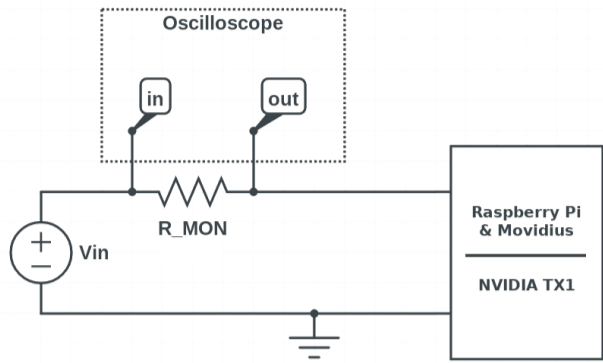 Oscilloscope
in
out
R_MON
Vin
Raspberry Pi
& Movidius
NVIDIA TX1